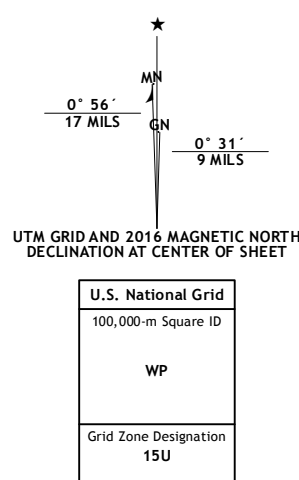 ★
MN
0° 56´
17 MILS
GN
0° 31´
9 MILS
UTM GRID AND 2016 MAGNETIC NORTH
DECLINATION AT CENTER OF SHEET
U.S. National Grid
100,000-m Square ID
WP
Grid Zone Designation
15U